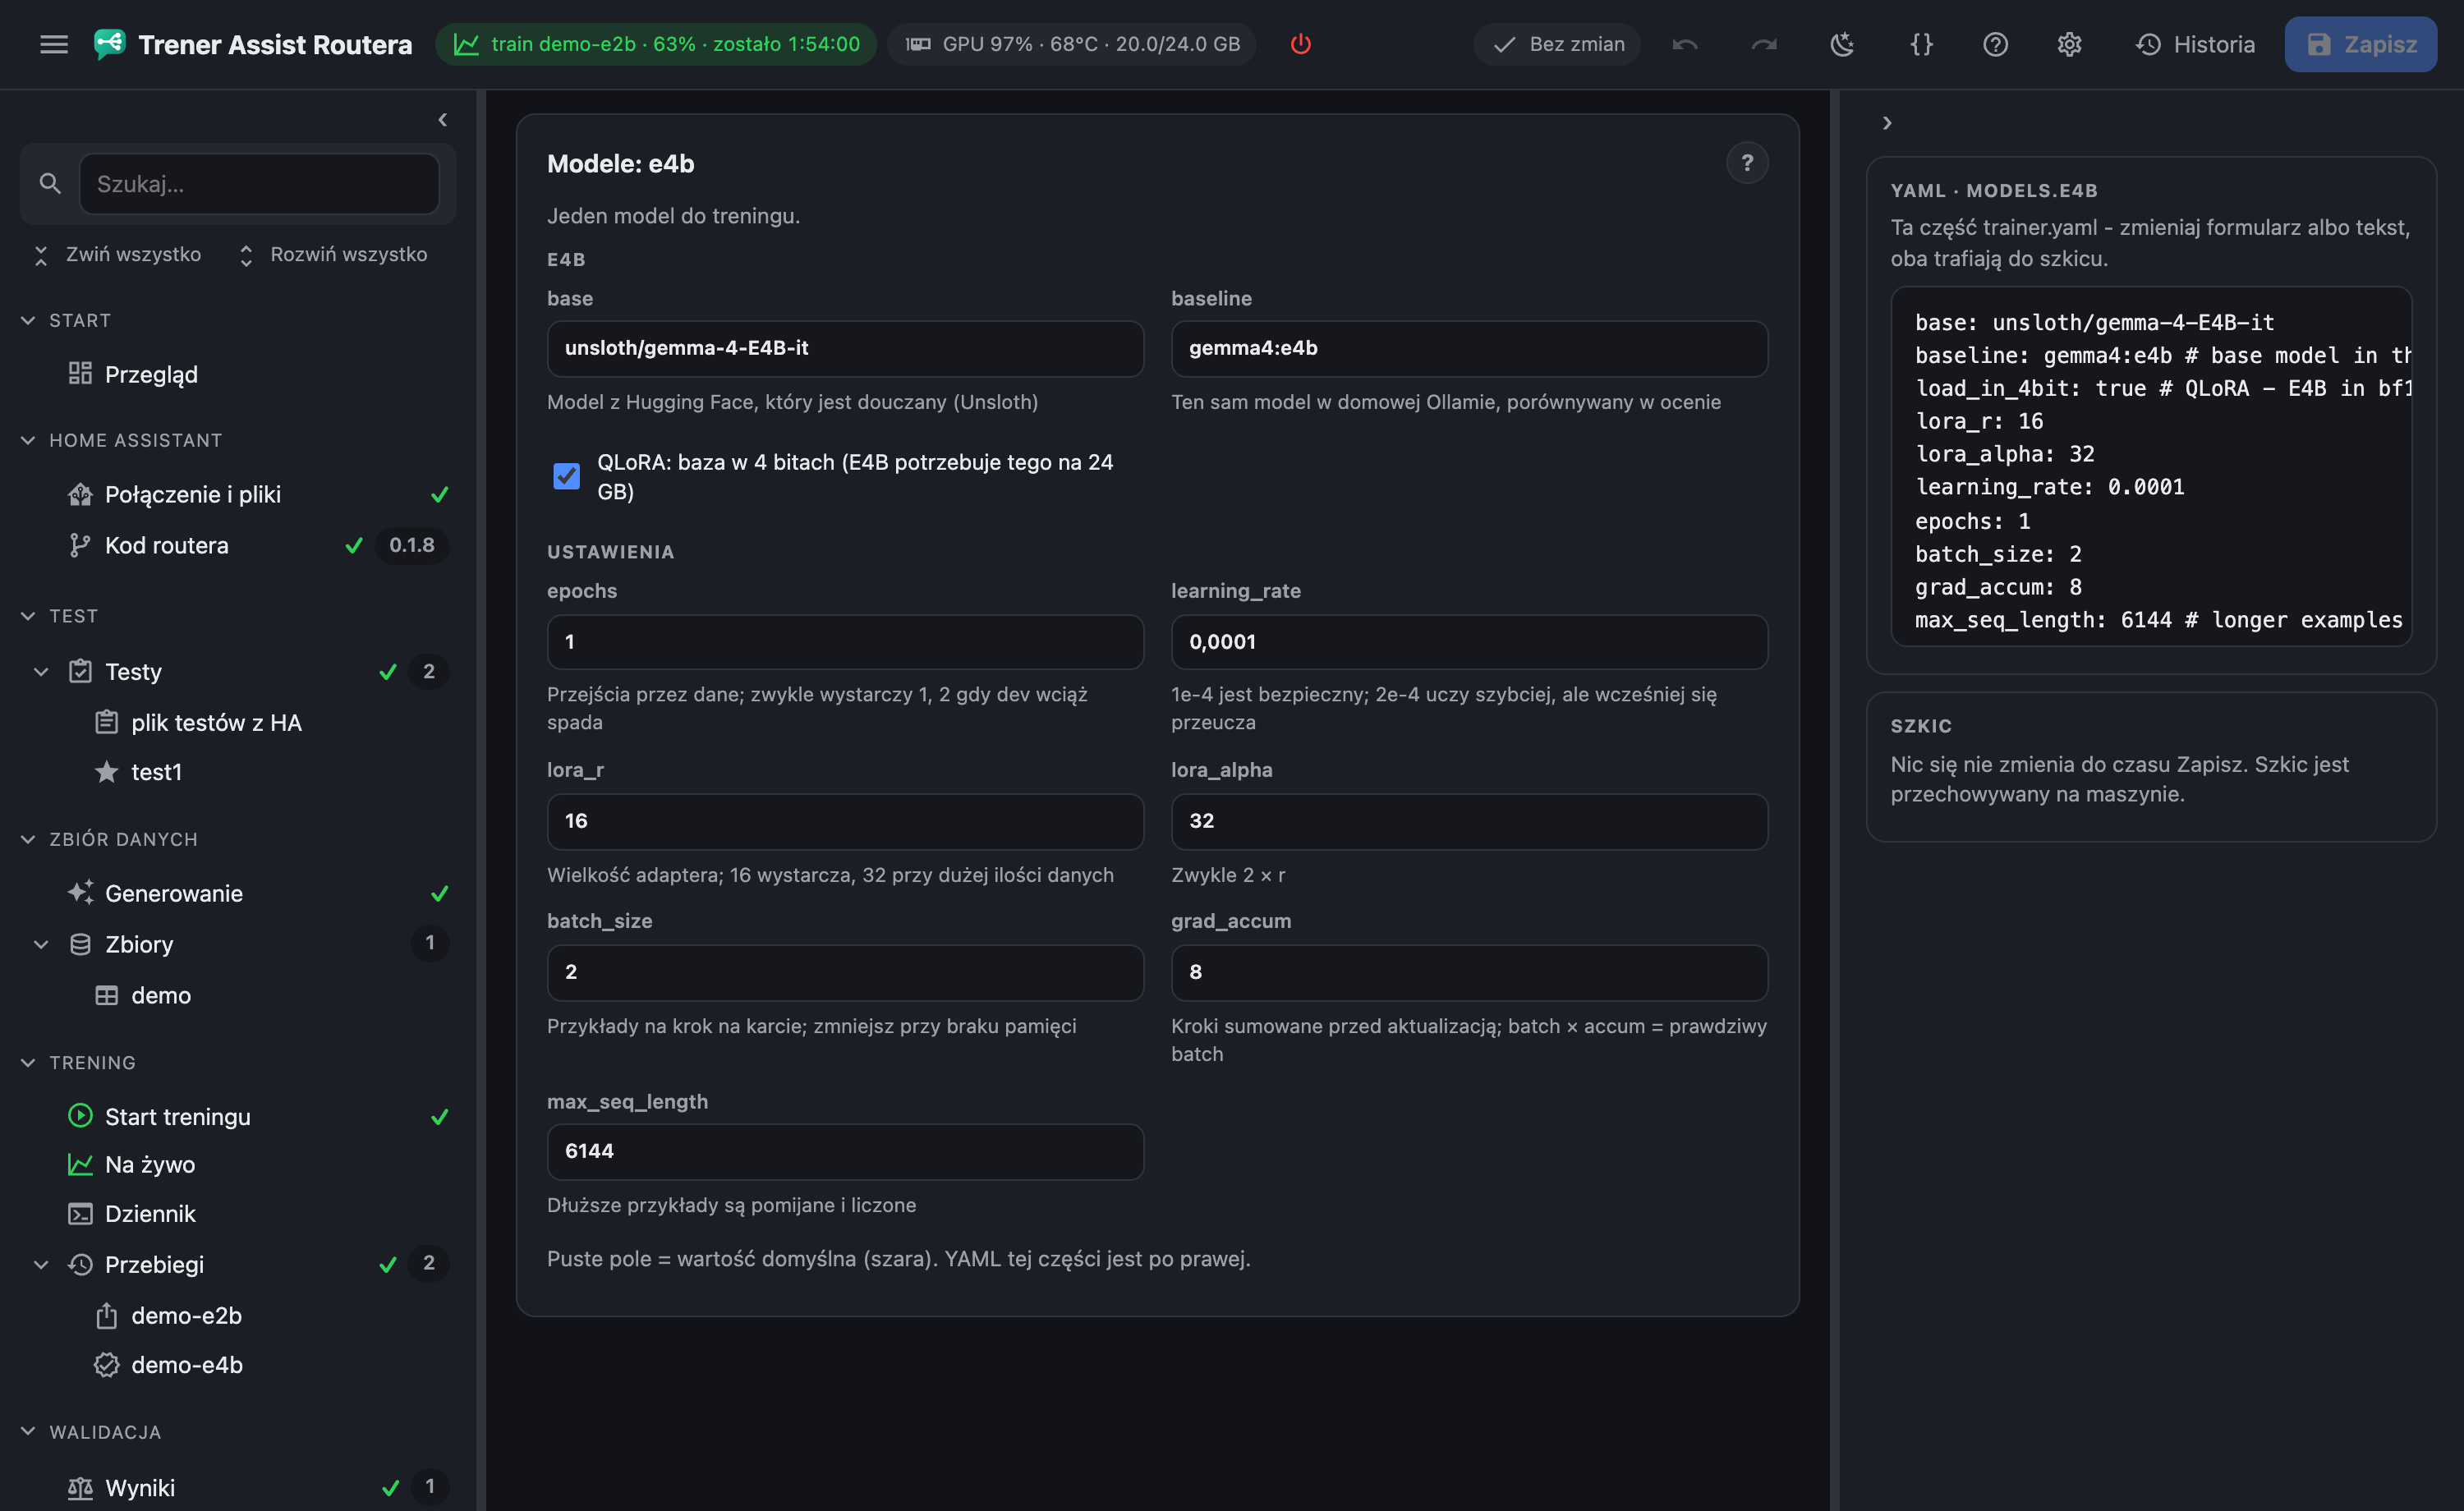 Trener Assist Routera
train demo-e2b · 63% · zostało 1:54:00
GPU 97% · 68°C · 20.0/24.0 GB
Bez zmian
{}
Historia
Zapisz
Szukaj...
Zwiń wszystko
Rozwiń wszystko
START
Przegląd
HOME ASSISTANT
Połączenie i pliki
Kod routera 0.1.8
TEST
Testy 2
plik testów z HA
test1
ZBIÓR DANYCH
Generowanie
Zbiory 1
demo
TRENING
Start treningu
Na żywo
Dziennik
Przebiegi 2
demo-e2b
demo-e4b
WALIDACJA
Wyniki 1
Modele: e4b
?
Jeden model do treningu.
E4B
base
unsloth/gemma-4-E4B-it
Model z Hugging Face, który jest douczany (Unsloth)
baseline
gemma4:e4b
Ten sam model w domowej Ollamie, porównywany w ocenie
QLoRA: baza w 4 bitach (E4B potrzebuje tego na 24
GB)
USTAWIENIA
epochs
1
Przejścia przez dane; zwykle wystarczy 1, 2 gdy dev wciąż
spada
learning_rate
0,0001
1e-4 jest bezpieczny; 2e-4 uczy szybciej, ale wcześniej się
przeucza
lora_r
16
Wielkość adaptera; 16 wystarcza, 32 przy dużej ilości danych
lora_alpha
32
Zwykle 2 × r
batch_size
2
Przykłady na krok na karcie; zmniejsz przy braku pamięci
grad_accum
8
Kroki sumowane przed aktualizacją; batch × accum = prawdziwy
batch
max_seq_length
6144
Dłuższe przykłady są pomijane i liczone
Puste pole = wartość domyślna (szara). YAML tej części jest po prawej.
YAML · MODELS.E4B
Ta część trainer.yaml - zmieniaj formularz albo tekst,
oba trafiają do szkicu.
base: unsloth/gemma-4-E4B-it
baseline: gemma4:e4b # base model in
load_in_4bit: true # QLoRA - E4B in
lora_r: 16
lora_alpha: 32
learning_rate: 0.0001
epochs: 1
batch_size: 2
grad_accum: 8
max_seq_length: 6144 # longer examples
SZKIC
Nic się nie zmienia do czasu Zapisz. Szkic jest
przechowywany na maszynie.